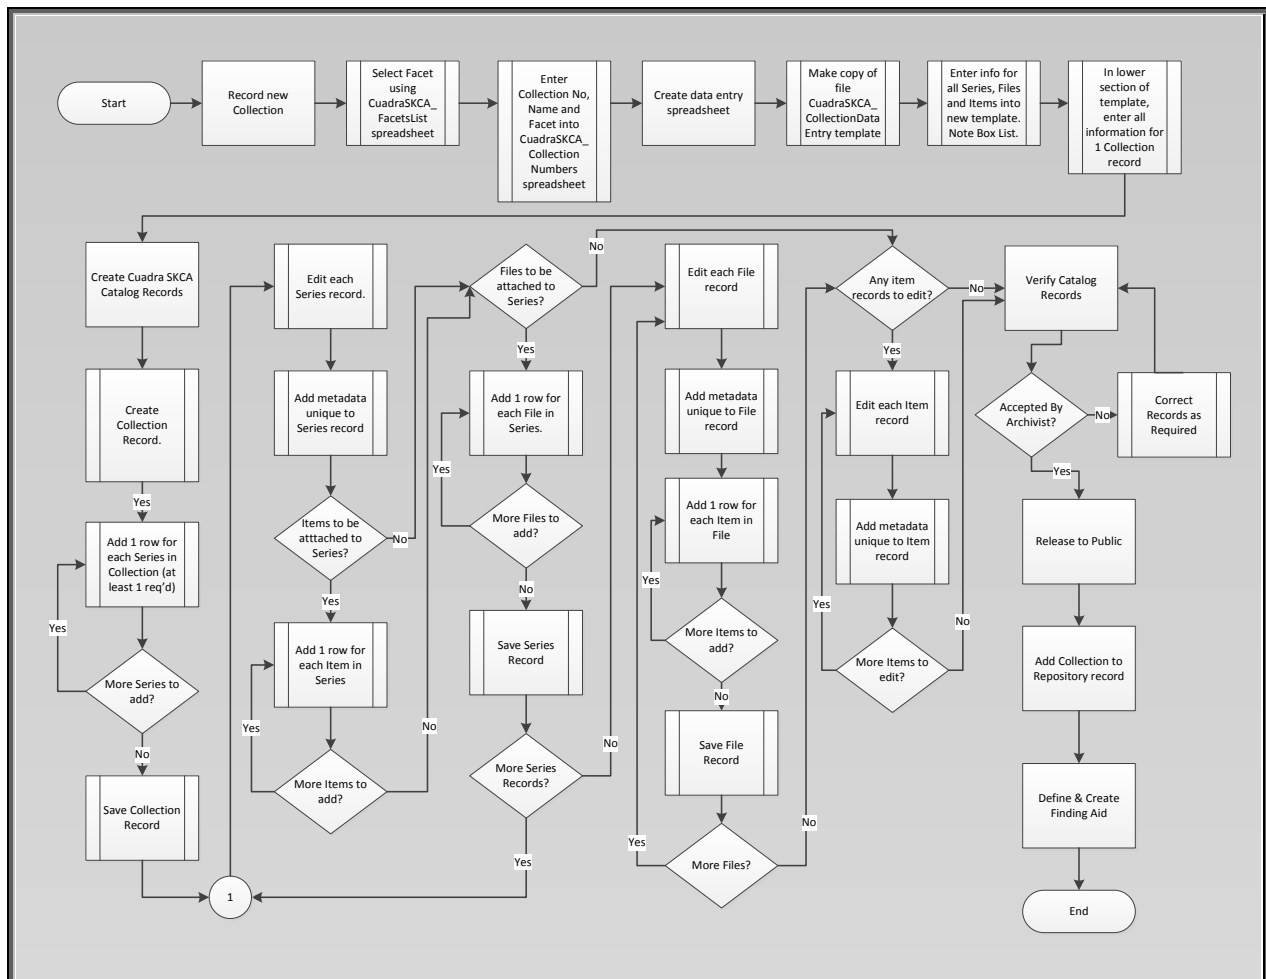 Start
Record new
Collection
Select Facet
using
CuadraSKCA_
FacetsList
spreadsheet
Enter
Collection No,
Name and
Facet into
CuadraSKCA_
Collection
Numbers
spreadsheet
Create data entry
spreadsheet
Make copy of
file
CuadraSKCA_
CollectionData
Entry template
Enter info for
all Series, Files
and Items into
new template.
Note Box List.
In lower
section of
template,
enter all
information for
1 Collection
record
Create Cuadra SKCA
Catalog Records
Create
Collection
Record.
Yes
Add 1 row for
each Series in
Collection (at
least 1 req'd)
Yes
More Series to
add?
No
Save Collection
Record
1
Edit each
Series record.
Add metadata
unique to
Series record
Items to be
atttached to
Series?
No
Yes
Add 1 row for
each Item in
Series
Yes
More Items to
add?
No
Files to be
attached to
Series?
No
Yes
Add 1 row for
each File in
Series.
Yes
More Files to
add?
No
Save Series
Record
More Series
Records?
No
Yes
Edit each File
record
Add metadata
unique to File
record
Add 1 row for
each Item in
File
Yes
More Items to
add?
No
Save File
Record
More Files?
Yes
No
Any item
records to edit?
No
Yes
Edit each Item
record
Add metadata
unique to Item
record
Yes
More Items to
edit?
No
Verify Catalog
Records
Accepted By
Archivist?
No
Correct
Records as
Required
Yes
Release to Public
Add Collection to
Repository record
Define & Create
Finding Aid
End